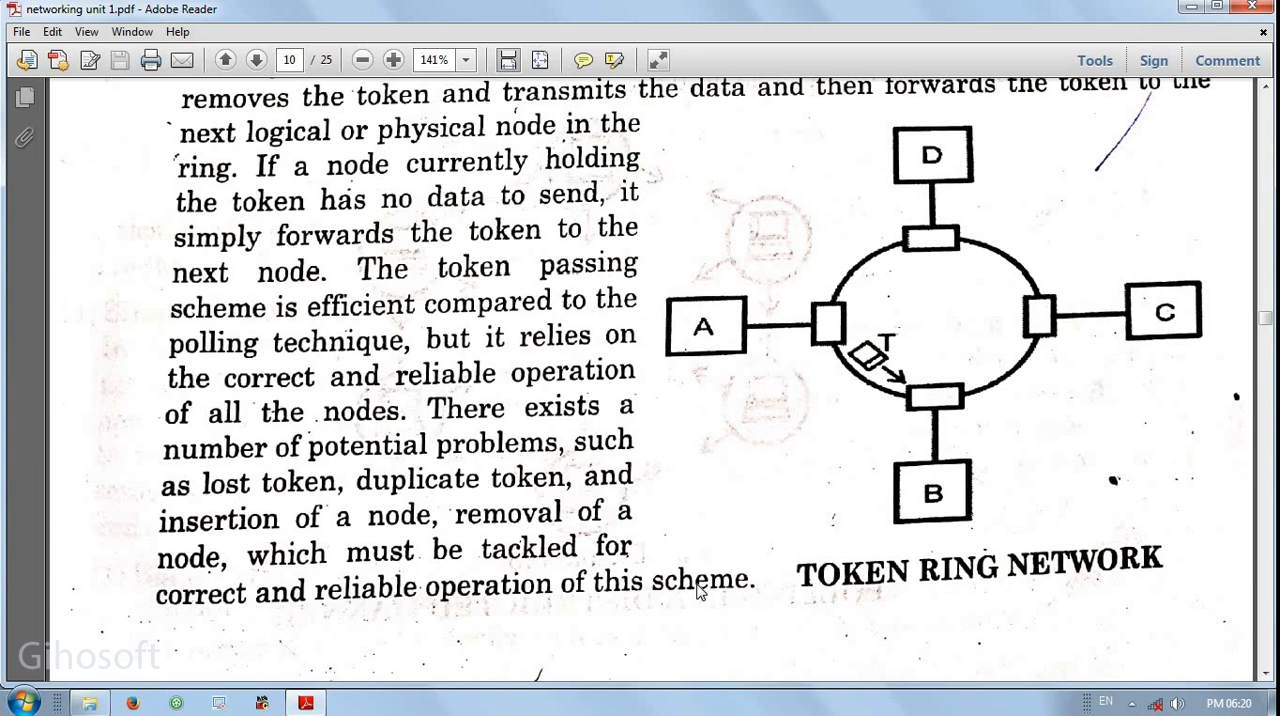 networking unit 1.pdf - Adobe Reader
File Edit View Window Help
10 / 25 141% Tools Sign Comment
removes the token and transmits the data and then forwards the token to the
next logical or physical node in the
ring. If a node currently holding
the token has no data to send, it
simply forwards the token to the
next node. The token passing
scheme is efficient compared to the
polling technique, but it relies on
the correct and reliable operation
of all the nodes. There exists a
number of potential problems, such
as lost token, duplicate token, and
insertion of a node, removal of a
node, which must be tackled for
correct and reliable operation of this scheme.
D
A
C
T
B
TOKEN RING NETWORK
Gihosoft
EN PM 06:20